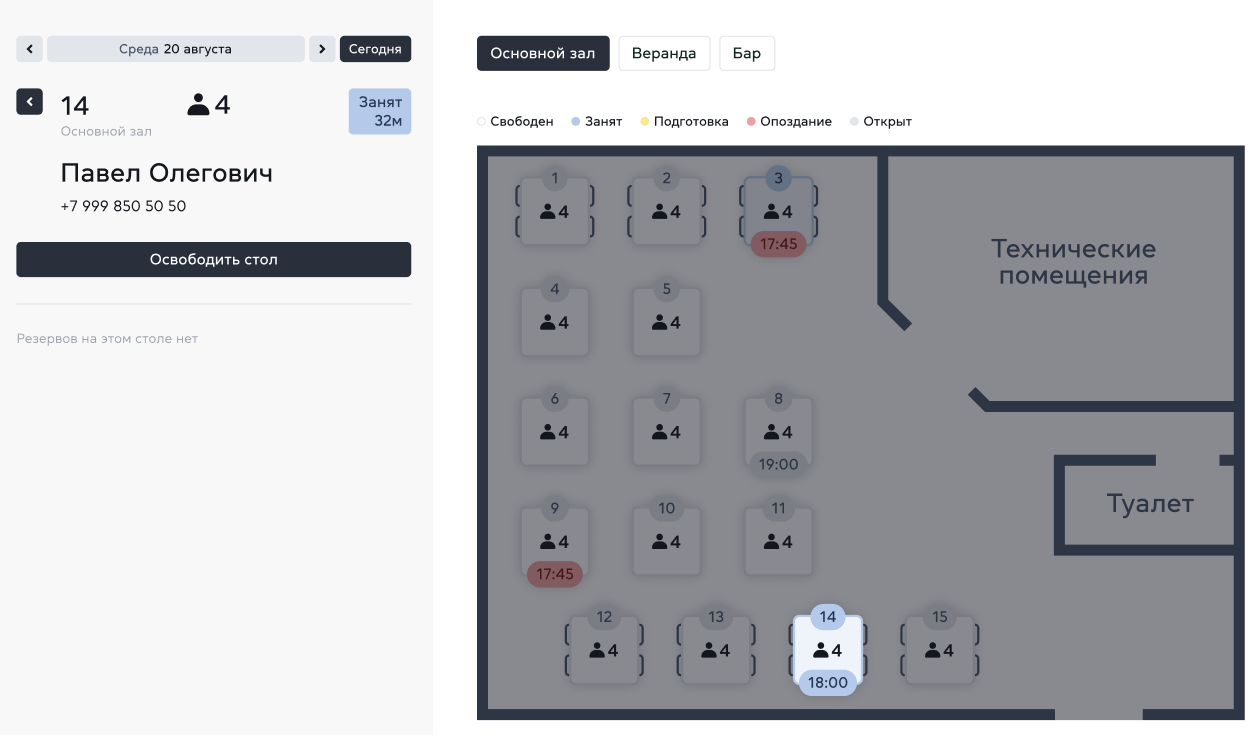 Среда 20 августа
Сегодня
14
4
Занят
32м
Основной зал
Павел Олегович
+7 999 850 50 50
Освободить стол
Резервов на этом столе нет
Основной зал
Веранда
Бар
Свободен
Занят
Подготовка
Опоздание
Открыт
1
4
2
4
3
4
17:45
Технические
помещения
4
4
5
4
6
4
7
4
8
4
19:00
Туалет
9
4
17:45
10
4
11
4
12
4
13
4
14
4
18:00
15
4